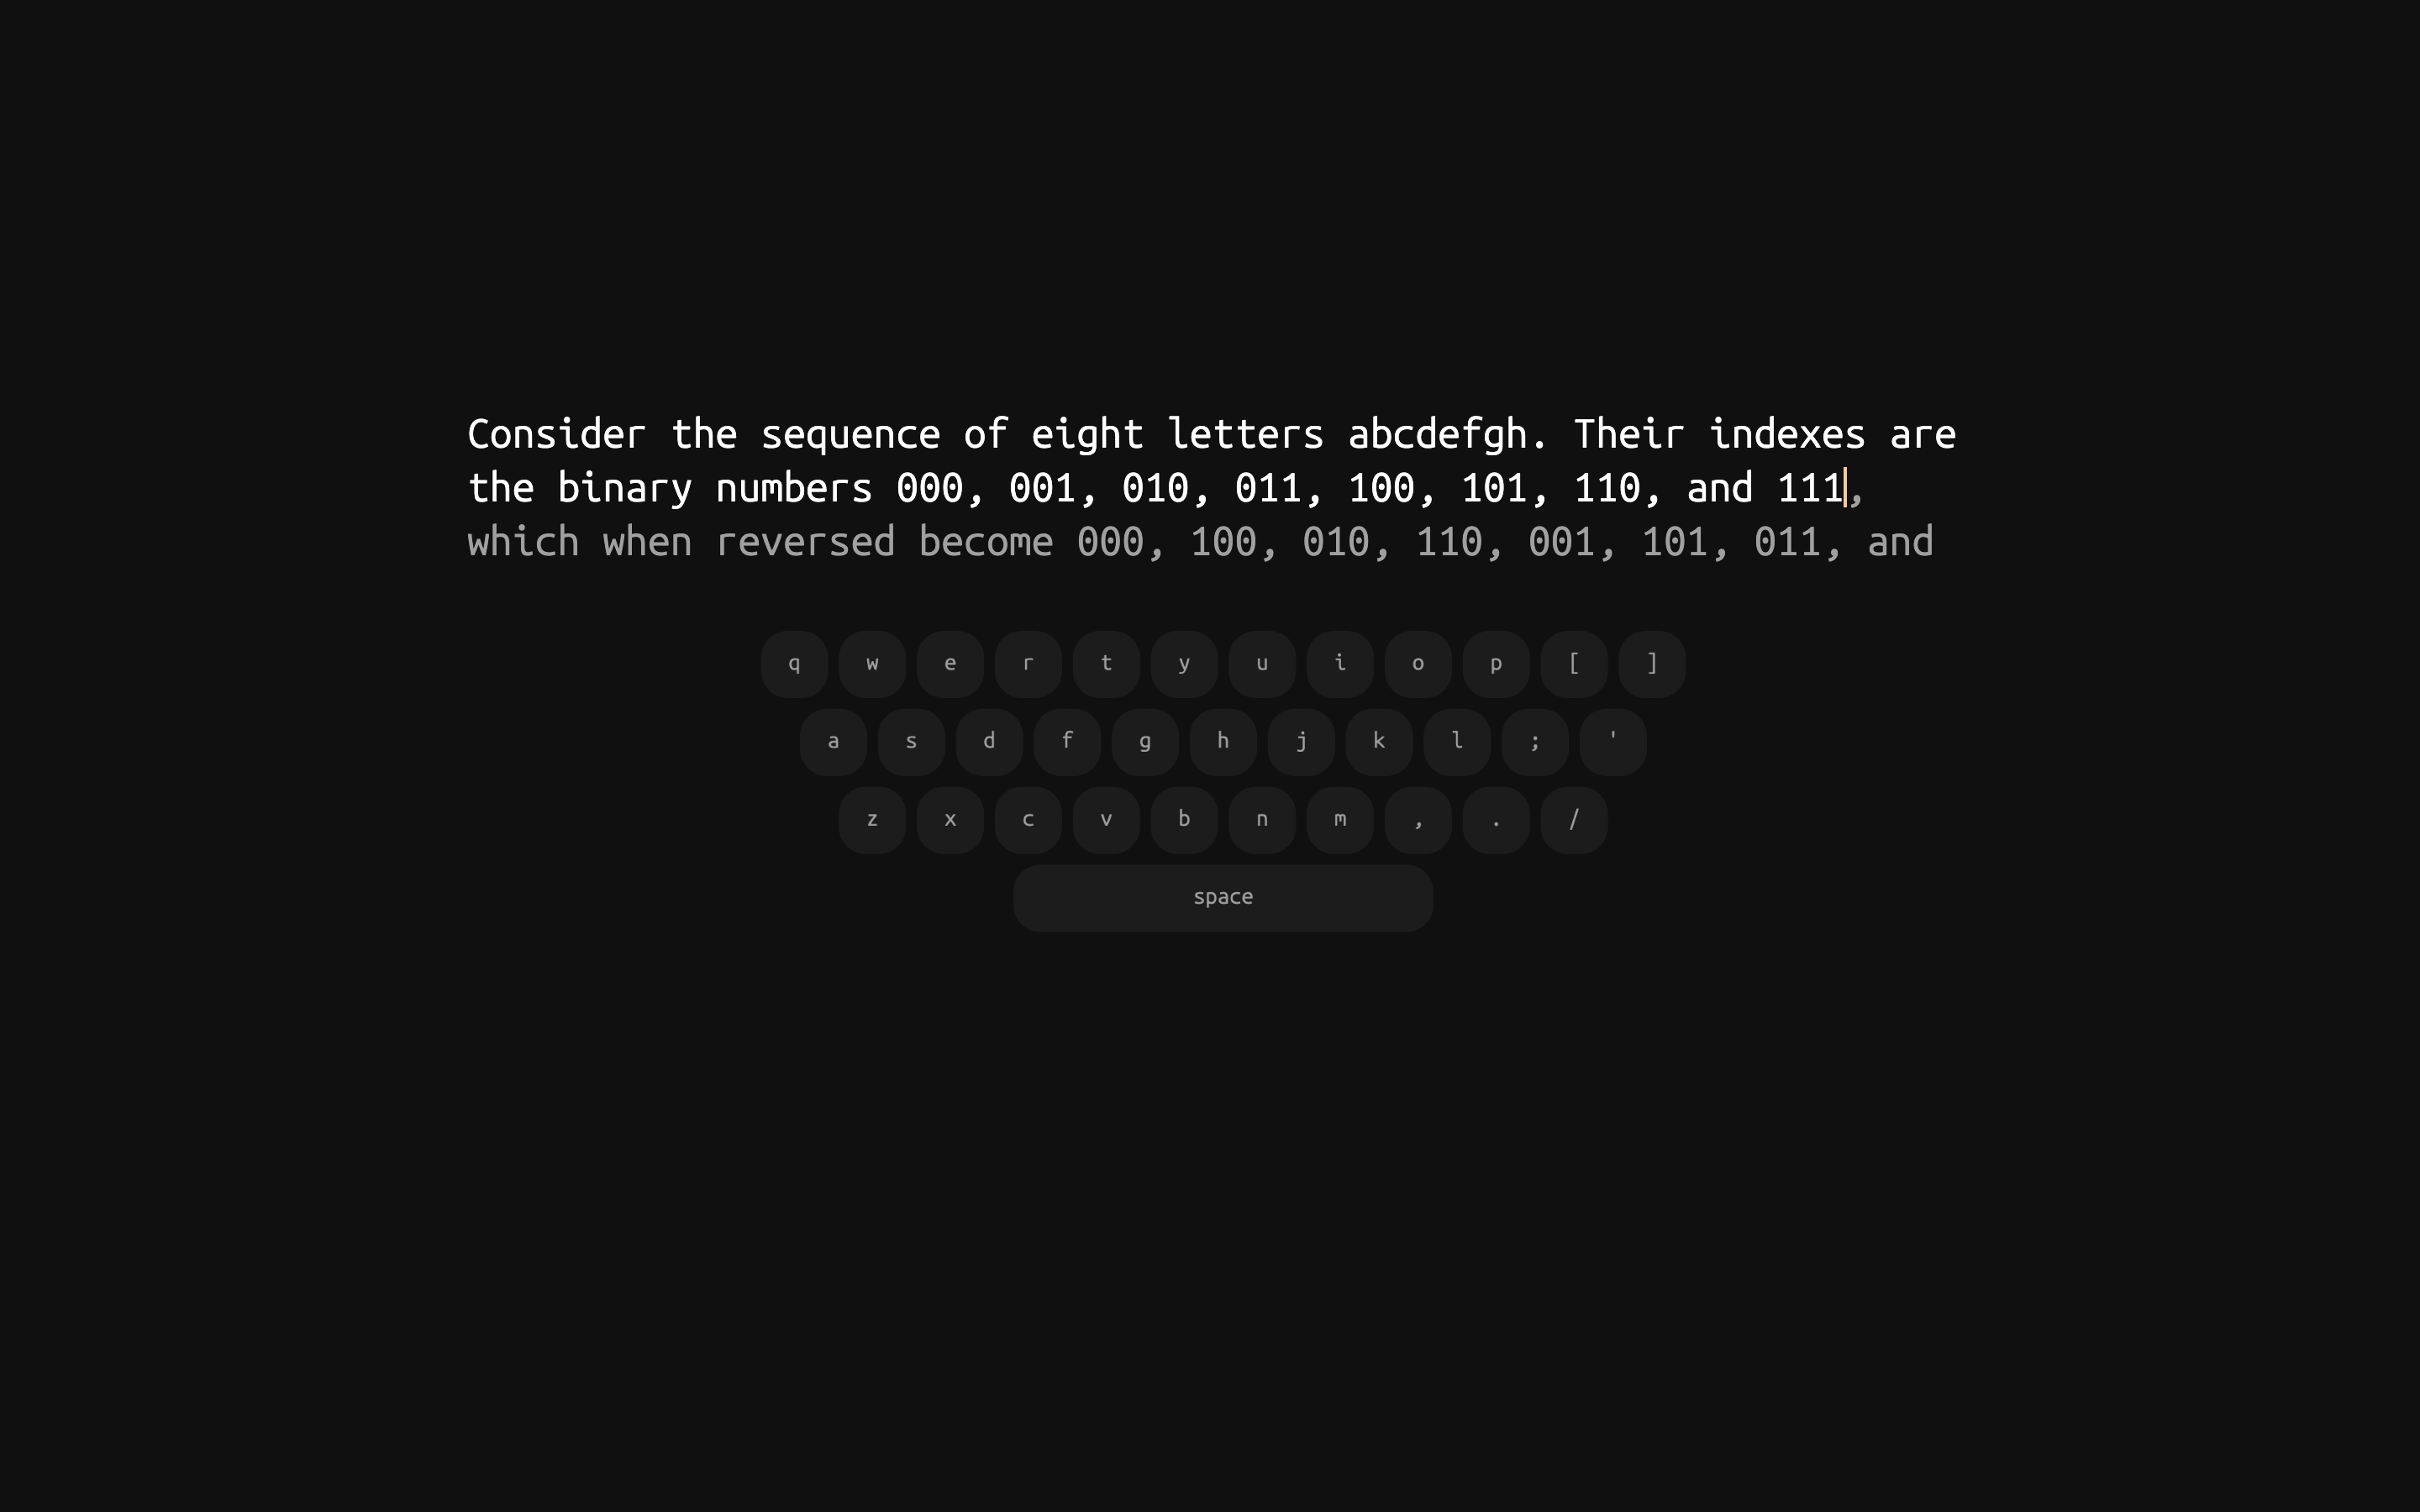 Consider the sequence of eight letters abcdefgh. Their indexes are
the binary numbers 000, 001, 010, 011, 100, 101, 110, and 111,
which when reversed become 000, 100, 010, 110, 001, 101, 011, and
q w e r t y u i o p [ ]
a s d f g h j k l ; '
z x c v b n m , . /
space